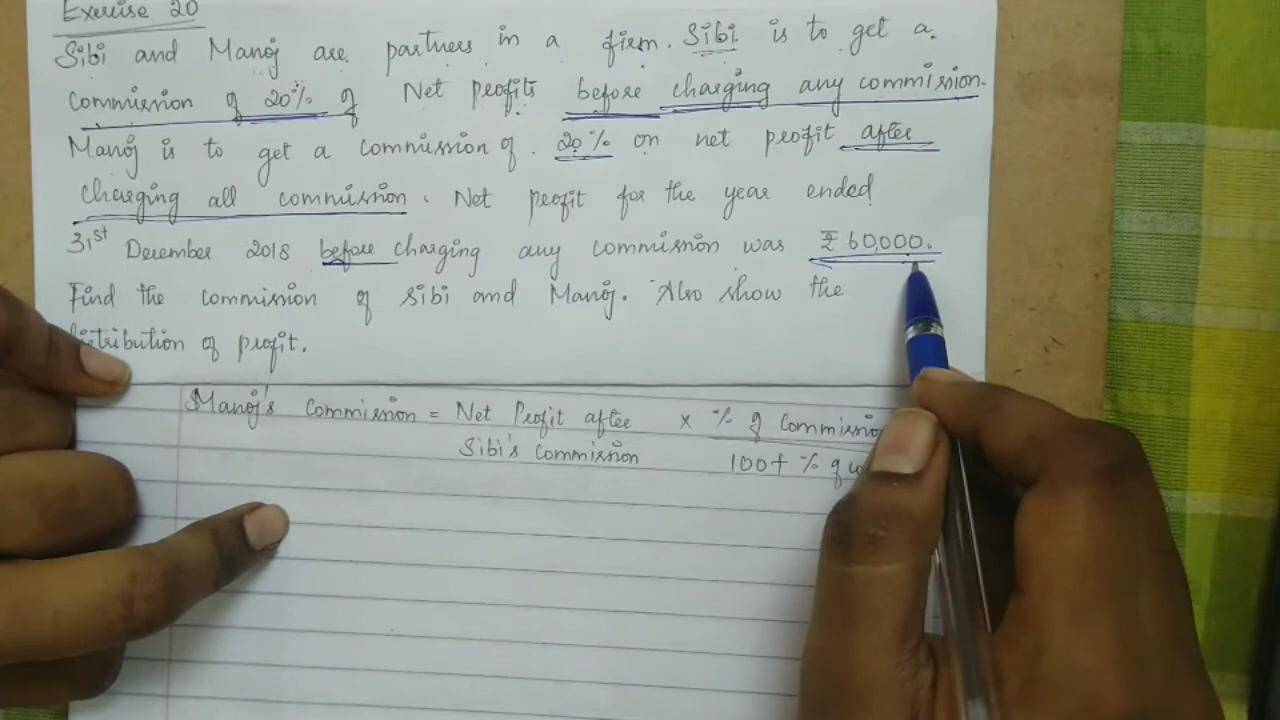 Exercise 20
Sibi and Manoj are partners in a firm. Sibi is to get a
commission of 20% of Net profits before charging any commission.
Manoj is to get a commission of 20% on net profit after
charging all commission. Net profit for the year ended
31st December 2018 before charging any commission was ₹ 60,000.
Find the commission of Sibi and Manoj. Also show the
distribution of profit.
Manoj's Commission = Net Profit after × % of Commission
Sibi's Commission 100+ % of